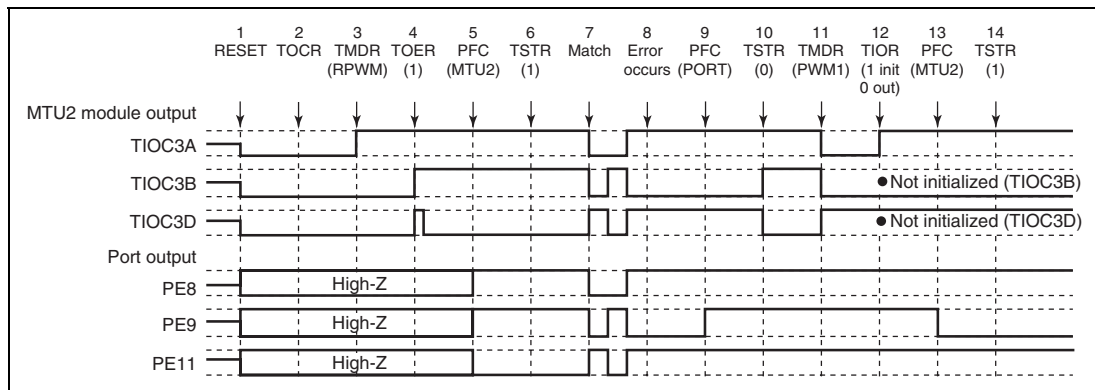 1 2 3 4 5 6 7 8 9 10 11 12 13 14
RESET TOCR TMDR TOER PFC TSTR Match Error PFC TSTR TMDR TIOR PFC TSTR
(RPWM) (1) (MTU2) (1) occurs (PORT) (0) (PWM1) (1 init (MTU2) (1)
0 out)
MTU2 module output
TIOC3A
TIOC3B
●Not initialized (TIOC3B)
TIOC3D
●Not initialized (TIOC3D)
Port output
PE8
High-Z
PE9
High-Z
PE11
High-Z